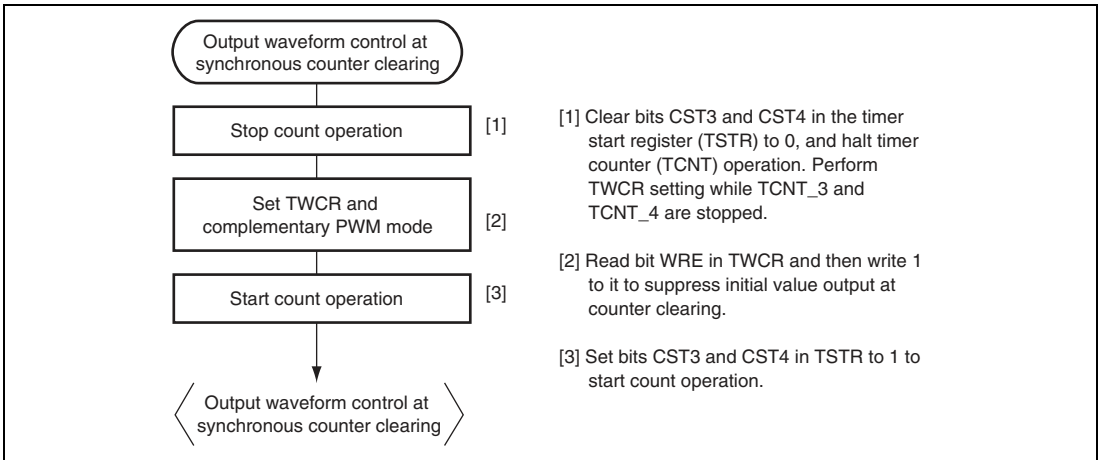 Output waveform control at
synchronous counter clearing
Stop count operation
[1]
Set TWCR and
complementary PWM mode
[2]
Start count operation
[3]
Output waveform control at
synchronous counter clearing
[1] Clear bits CST3 and CST4 in the timer
start register (TSTR) to 0, and halt timer
counter (TCNT) operation. Perform
TWCR setting while TCNT_3 and
TCNT_4 are stopped.
[2] Read bit WRE in TWCR and then write 1
to it to suppress initial value output at
counter clearing.
[3] Set bits CST3 and CST4 in TSTR to 1 to
start count operation.